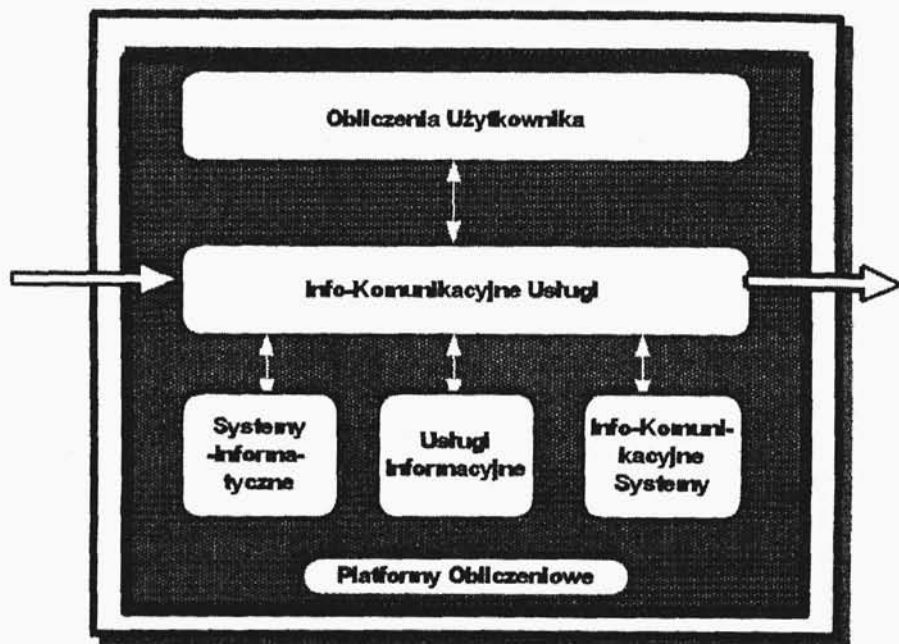 Obliczenia Użytkownika
Info-Komunikacyjne Usługi
Systemy
-Informa-
tyczne
Usługi
Informacyjne
Info-Komuni-
kacyjne
Systemy
Platformy Obliczeniowe